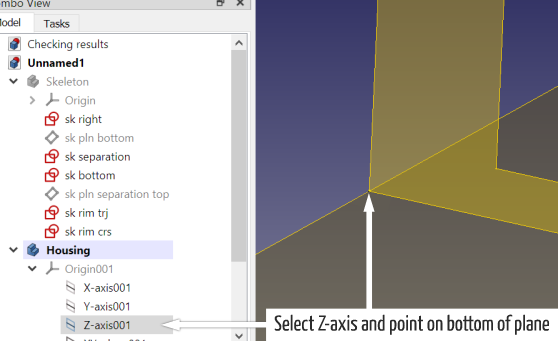 Combo View
Model Tasks
Checking results
Unnamed1
Skeleton
Origin
sk right
sk pln bottom
sk separation
sk bottom
sk pln separation top
sk rim trj
sk rim crs
Housing
Origin001
X-axis001
Y-axis001
Z-axis001
Select Z-axis and point on bottom of plane